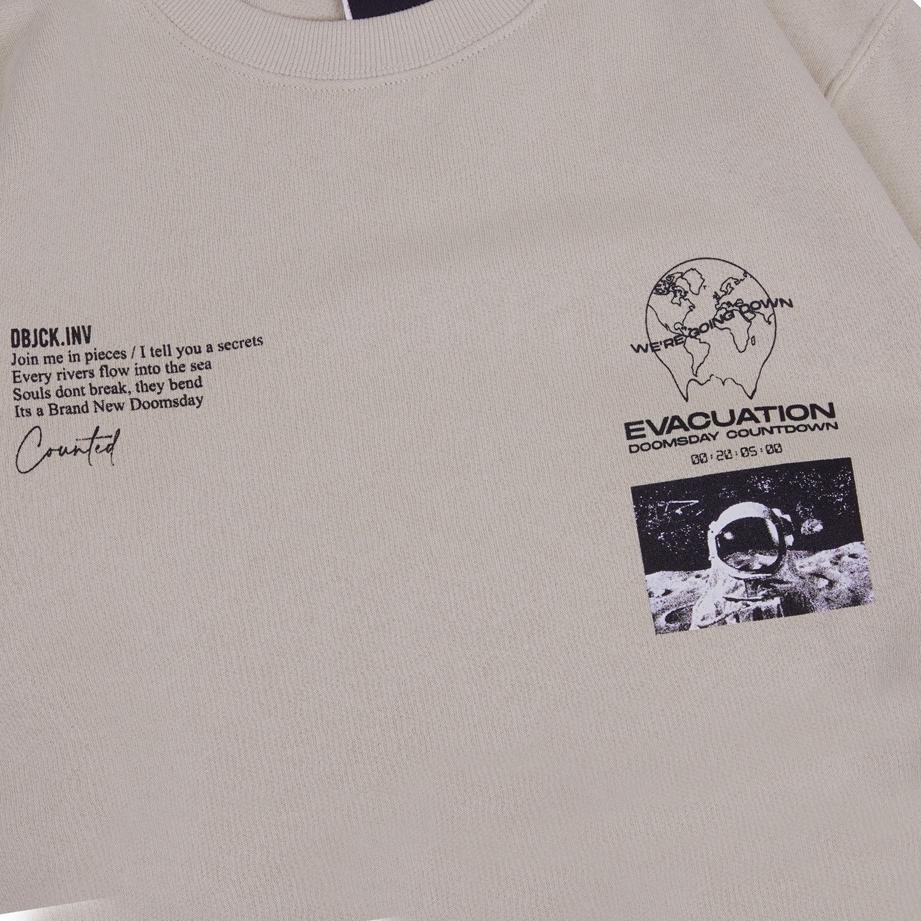 DBJCK.INV
Join me in pieces / I tell you a secrets
Every rivers flow into the sea
Souls dont break, they bend
Its a Brand New Doomsday
Counted
WE'RE GOING DOWN
EVACUATION
DOOMSDAY COUNTDOWN
00:20:05:00